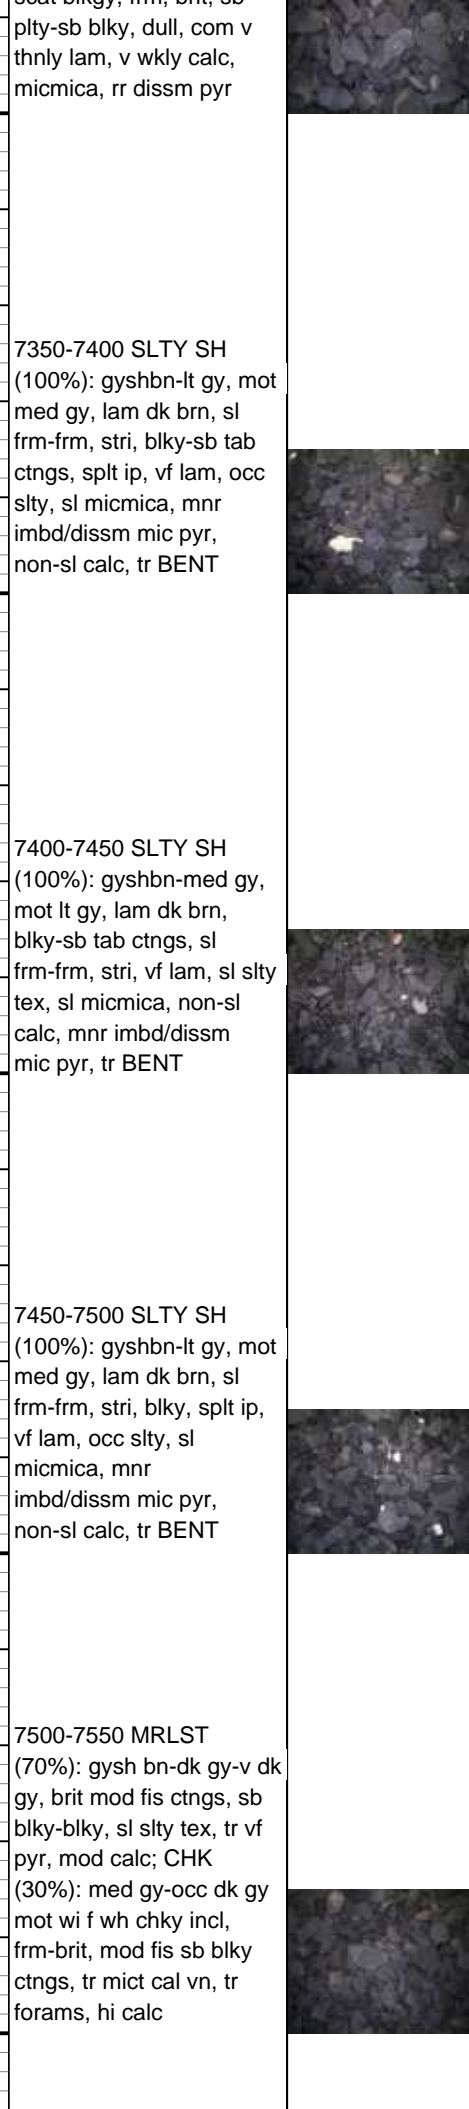 plty-sb blky, dull, com v
thnly lam, v wkly calc,
micmica, rr dissm pyr
7350-7400 SLTY SH
(100%): gyshbn-lt gy, mot
med gy, lam dk brn, sl
frm-frm, stri, blky-sb tab
ctngs, splt ip, vf lam, occ
slty, sl micmica, mnr
imbd/dissm mic pyr,
non-sl calc, tr BENT
7400-7450 SLTY SH
(100%): gyshbn-med gy,
mot lt gy, lam dk brn,
blky-sb tab ctngs, sl
frm-frm, stri, vf lam, sl slty
tex, sl micmica, non-sl
calc, mnr imbd/dissm
mic pyr, tr BENT
7450-7500 SLTY SH
(100%): gyshbn-lt gy, mot
med gy, lam dk brn, sl
frm-frm, stri, blky, splt ip,
vf lam, occ slty, sl
micmica, mnr
imbd/dissm mic pyr,
non-sl calc, tr BENT
7500-7550 MRLST
(70%): gysh bn-dk gy-v dk
gy, brit mod fis ctngs, sb
blky-blky, sl slty tex, tr vf
pyr, mod calc; CHK
(30%): med gy-occ dk gy
mot wi f wh chky incl,
frm-brit, mod fis sb blky
ctngs, tr mict cal vn, tr
forams, hi calc